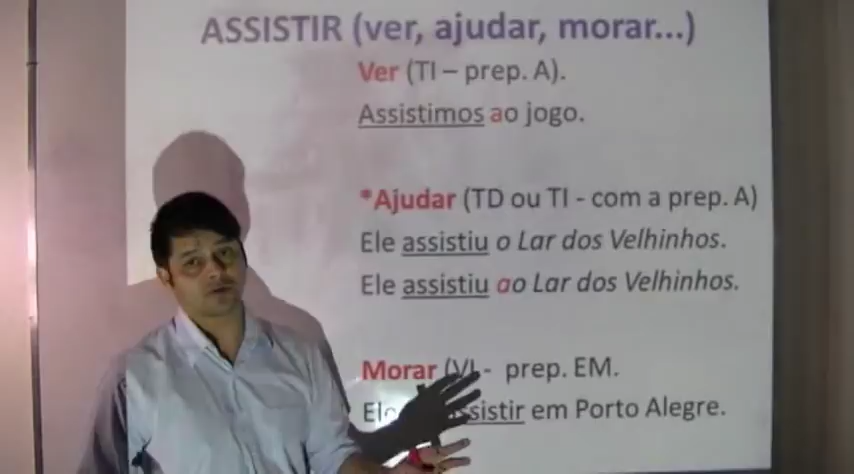 ASSISTIR (ver, ajudar, morar...)
Ver (TI – prep. A).
Assistimos ao jogo.
*Ajudar (TD ou TI - com a prep. A)
Ele assistiu o Lar dos Velhinhos.
Ele assistiu ao Lar dos Velhinhos.
Morar (VI - prep. EM.
em Porto Alegre.